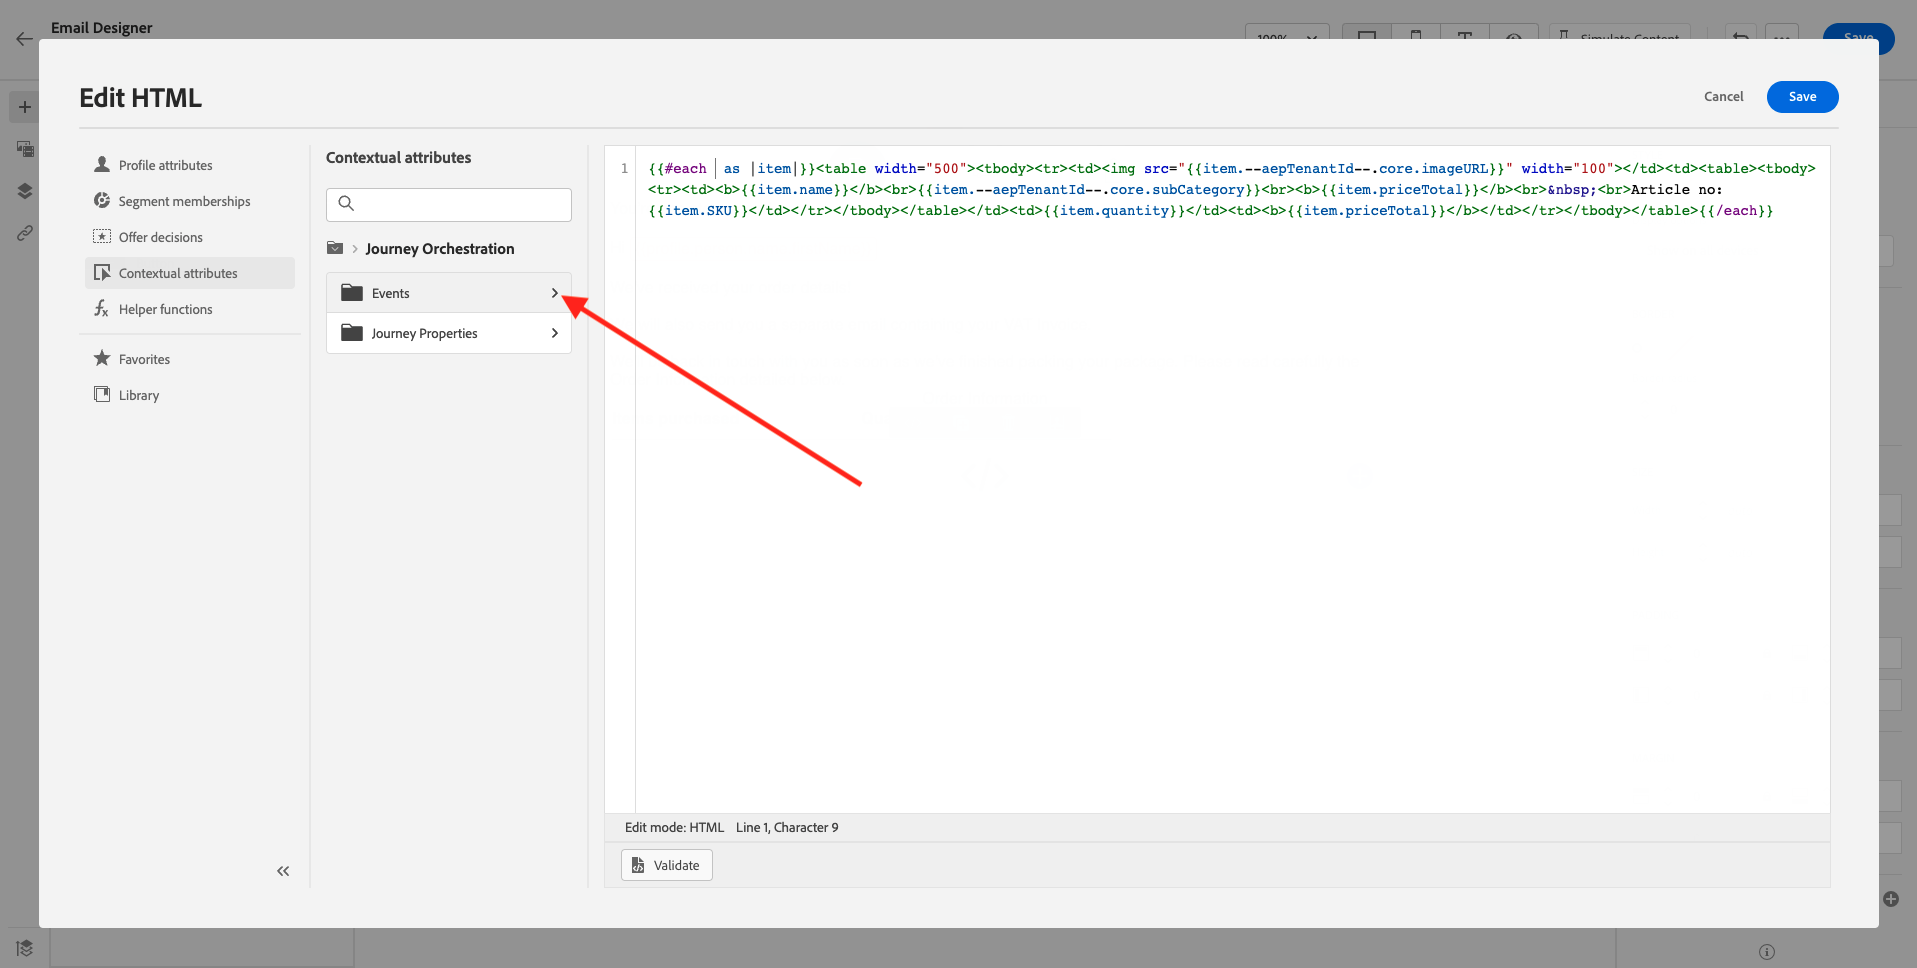 Email Designer
100%
Simulate Content
Save
Edit HTML
Cancel
Save
Profile attributes
Segment memberships
Offer decisions
Contextual attributes
Helper functions
Favorites
Library
Contextual attributes
Journey Orchestration
Events
Journey Properties
1
{{#each  as |item|}}<table width="500"><tbody><tr><td><img src="{{item.--aepTenantId--.core.imageURL}}" width="100"></td><td><table><tbody>
<tr><td><b>{{item.name}}</b><br>{{item.--aepTenantId--.core.subCategory}}<br><b>{{item.priceTotal}}</b><br>&nbsp;<br>Article no:
{{item.SKU}}</td></tr></tbody></table></td><td>{{item.quantity}}</td><td><b>{{item.priceTotal}}</b></td></tr></tbody></table>{{/each}}
Edit mode: HTML Line 1, Character 9
Validate